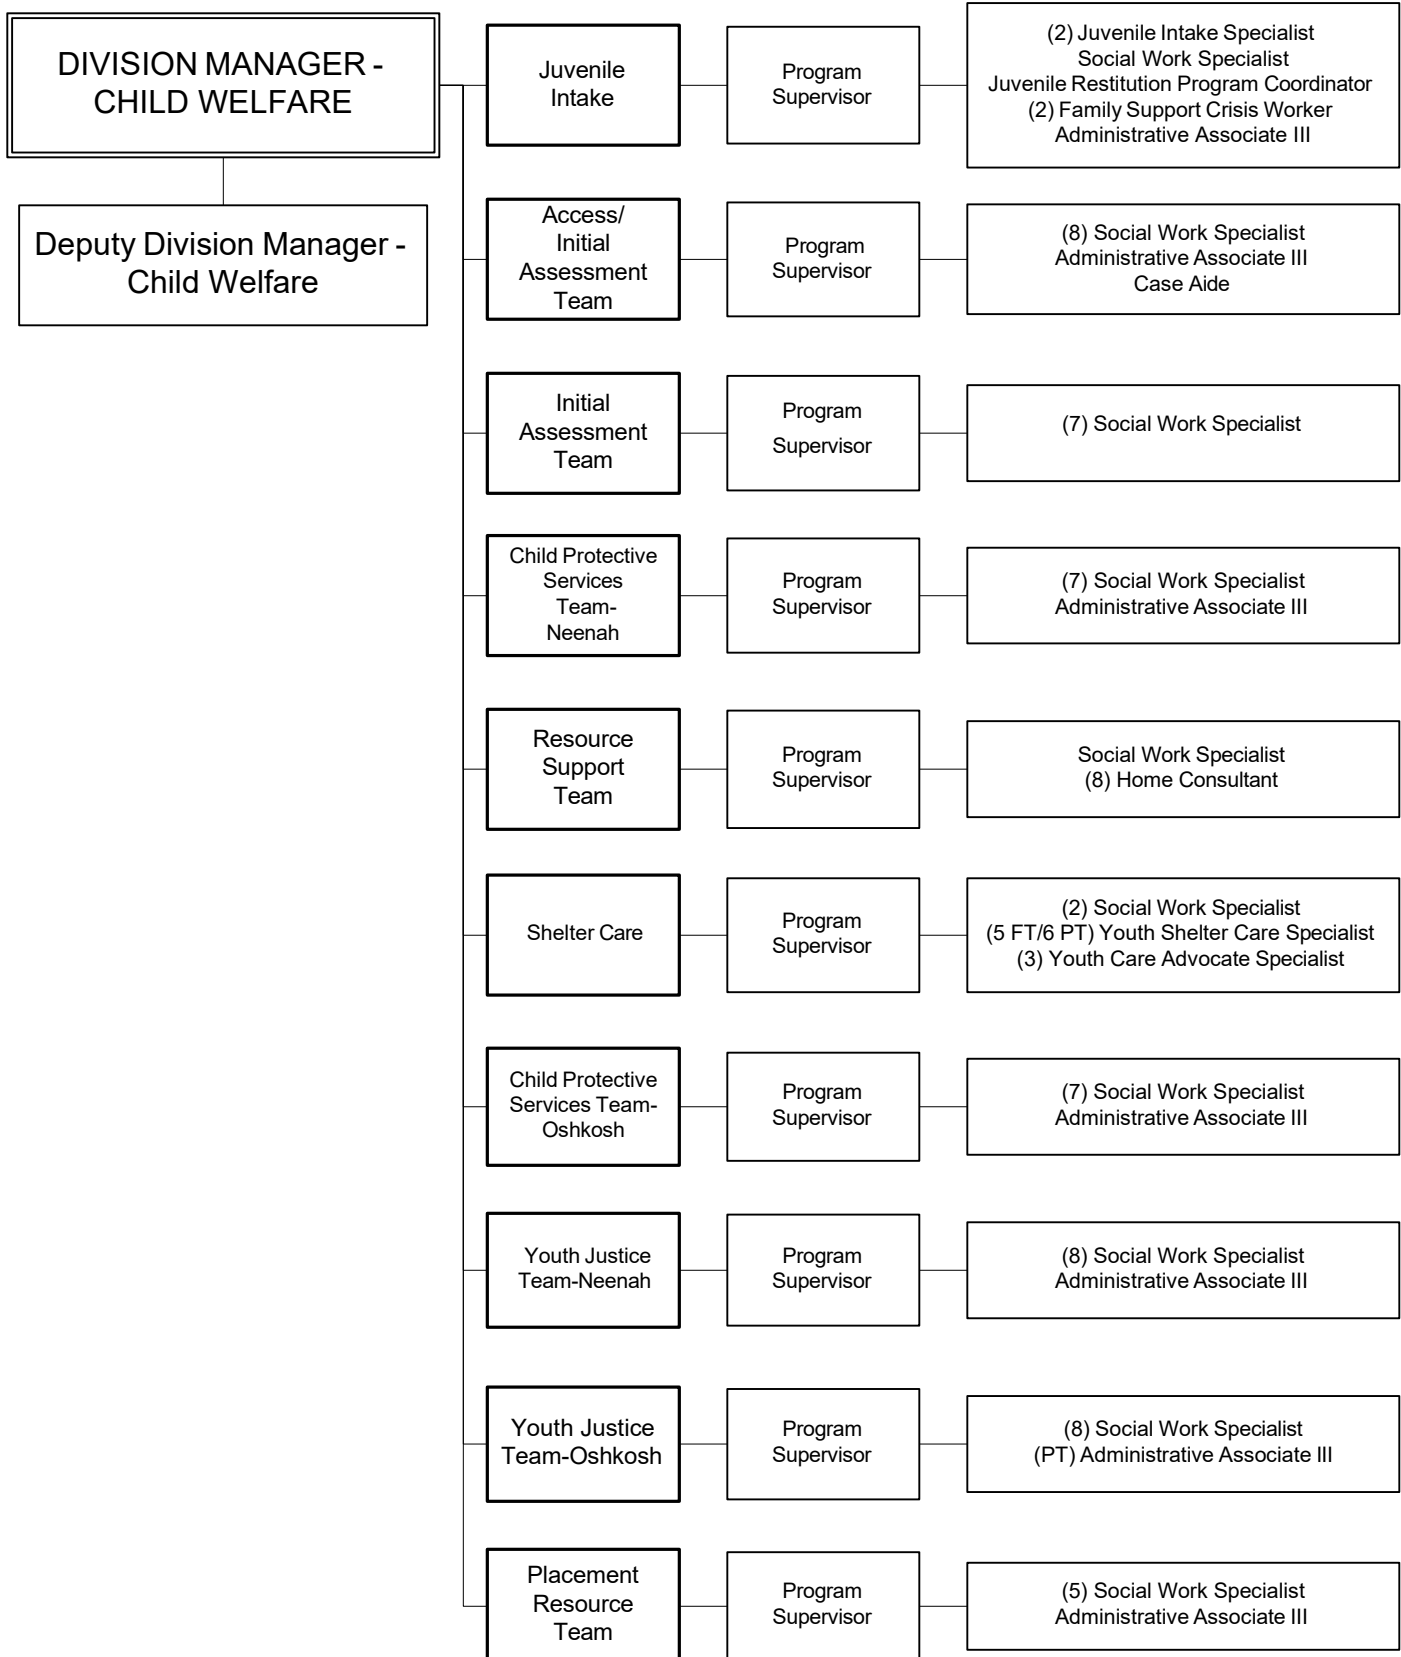 DIVISION MANAGER -
CHILD WELFARE
Deputy Division Manager -
Child Welfare
Juvenile
Intake
Program
Supervisor
(2) Juvenile Intake Specialist
Social Work Specialist
Juvenile Restitution Program Coordinator
(2) Family Support Crisis Worker
Administrative Associate III
Access/
Initial
Assessment
Team
Program
Supervisor
(8) Social Work Specialist
Administrative Associate III
Case Aide
Initial
Assessment
Team
Program
Supervisor
(7) Social Work Specialist
Child Protective
Services
Team-
Neenah
Program
Supervisor
(7) Social Work Specialist
Administrative Associate III
Resource
Support
Team
Program
Supervisor
Social Work Specialist
(8) Home Consultant
Shelter Care
Program
Supervisor
(2) Social Work Specialist
(5 FT/6 PT) Youth Shelter Care Specialist
(3) Youth Care Advocate Specialist
Child Protective
Services Team-
Oshkosh
Program
Supervisor
(7) Social Work Specialist
Administrative Associate III
Youth Justice
Team-Neenah
Program
Supervisor
(8) Social Work Specialist
Administrative Associate III
Youth Justice
Team-Oshkosh
Program
Supervisor
(8) Social Work Specialist
(PT) Administrative Associate III
Placement
Resource
Team
Program
Supervisor
(5) Social Work Specialist
Administrative Associate III